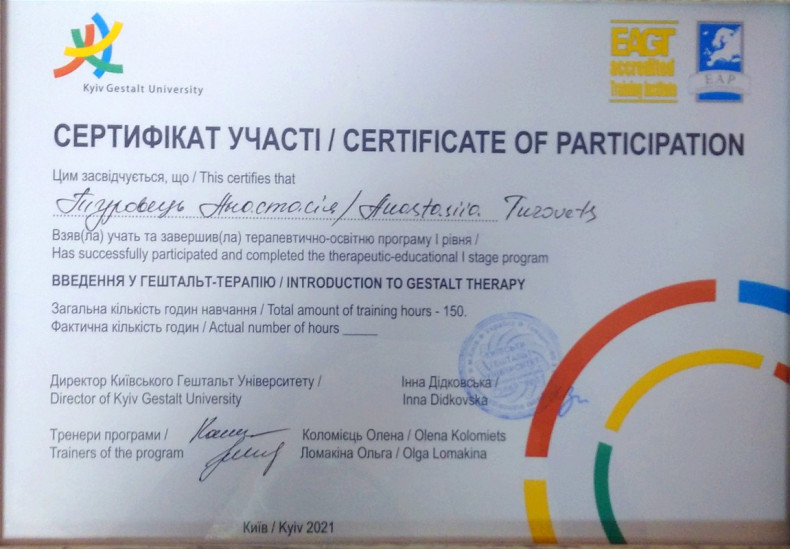 Kyiv Gestalt University
EAGT
accredited
Training Institute
EAP
СЕРТИФІКАТ УЧАСТІ / CERTIFICATE OF PARTICIPATION
Цим засвідчується, що / This certifies that
Туровець Анастасія / Anastasiia Turovets
Взяв(ла) учать та завершив(ла) терапевтично-освітню програму І рівня /
Has successfully participated and completed the therapeutic-educational I stage program
ВВЕДЕННЯ У ГЕШТАЛЬТ-ТЕРАПІЮ / INTRODUCTION TO GESTALT THERAPY
Загальна кількість годин навчання / Total amount of training hours - 150.
Фактична кількість годин / Actual number of hours _____
Директор Київського Гештальт Університету / Інна Дідковська /
Director of Kyiv Gestalt University Inna Didkovska
Тренери програми / Коломієць Олена / Olena Kolomiets
Trainers of the program Ломакіна Ольга / Olga Lomakina
Київ / Kyiv 2021